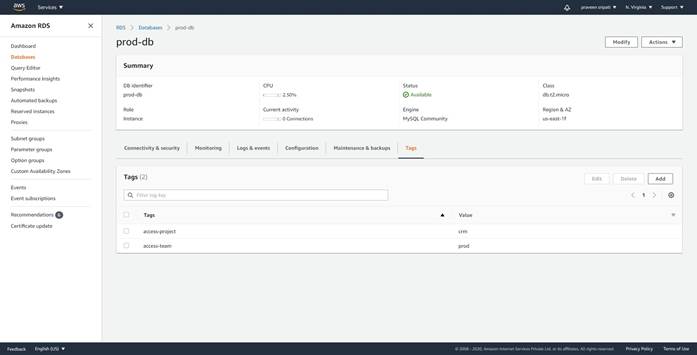 aws Services praveen sripati N. Virginia Support
Amazon RDS
Dashboard
Databases
Query Editor
Performance Insights
Snapshots
Automated backups
Reserved instances
Proxies
Subnet groups
Parameter groups
Option groups
Custom Availability Zones
Events
Event subscriptions
Recommendations 5
Certificate update
RDS Databases prod-db
prod-db
Modify Actions
Summary
DB identifier CPU Status Class
prod-db 2.50% Available db.t2.micro
Role Current activity Engine Region & AZ
Instance 0 Connections MySQL Community us-east-1f
Connectivity & security Monitoring Logs & events Configuration Maintenance & backups Tags
Tags (2) Edit Delete Add
Filter tag key 1
Tags Value
access-project crm
access-team prod
Feedback English (US) © 2008 - 2020, Amazon Internet Services Private Ltd. or its affiliates. All rights reserved. Privacy Policy Terms of Use